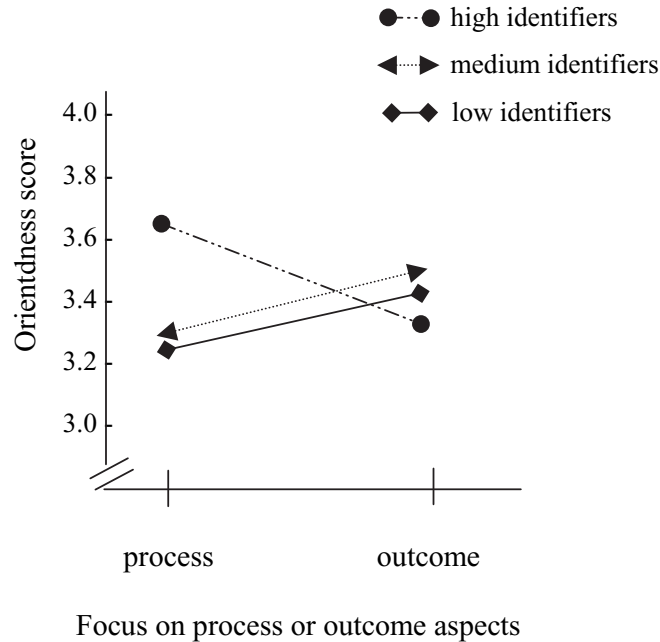 high identifiers
medium identifiers
low identifiers
Orientdness score
4.0
3.8
3.6
3.4
3.2
3.0
process outcome
Focus on process or outcome aspects